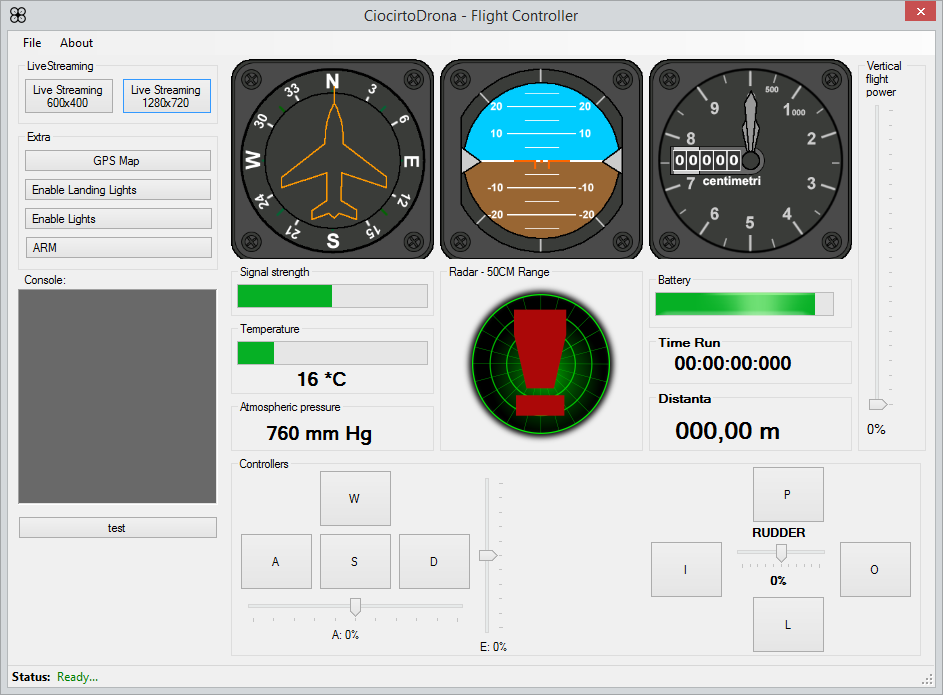 CiocirtoDrona - Flight Controller
File
About
LiveStreaming
Live Streaming
600x400
Live Streaming
1280x720
Extra
GPS Map
Enable Landing Lights
Enable Lights
ARM
Console:
test
N
3
6
E
12
15
S
21
24
W
30
33
20
20
10
10
-10
-10
-20
-20
500
9
1000
8
2
00000
centimetri
7
3
6
5
4
Vertical
flight
power
0%
Signal strength
Temperature
16 *C
Atmospheric pressure
760 mm Hg
Radar - 50CM Range
Battery
Time Run
00:00:00:000
Distanta
000,00 m
Controllers
W
A
S
D
A: 0%
E: 0%
P
RUDDER
I
0%
O
L
Status: Ready...